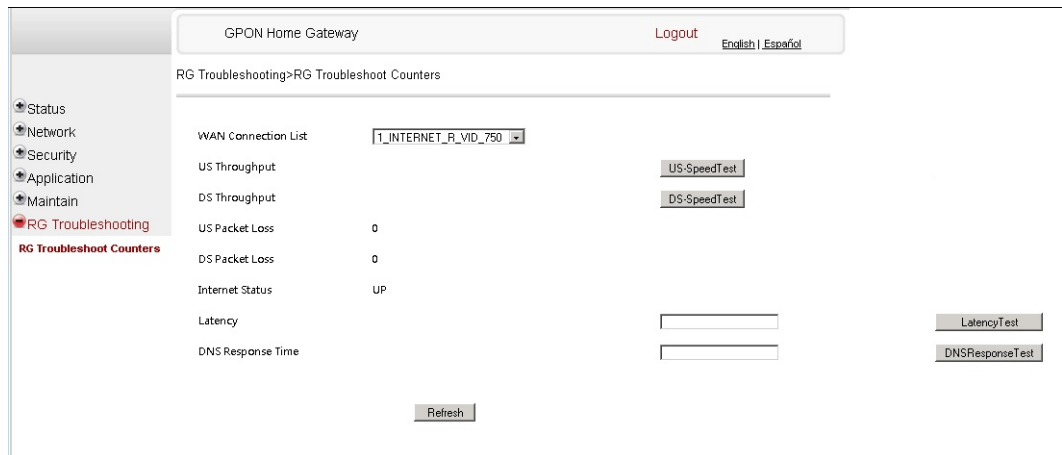 GPON Home Gateway
Logout
English | Español
RG Troubleshooting>RG Troubleshoot Counters
Status
Network
Security
Application
Maintain
RG Troubleshooting
RG Troubleshoot Counters
WAN Connection List 1_INTERNET_R_VID_750
US Throughput US-SpeedTest
DS Throughput DS-SpeedTest
US Packet Loss 0
DS Packet Loss 0
Internet Status UP
Latency LatencyTest
DNS Response Time DNSResponseTest
Refresh